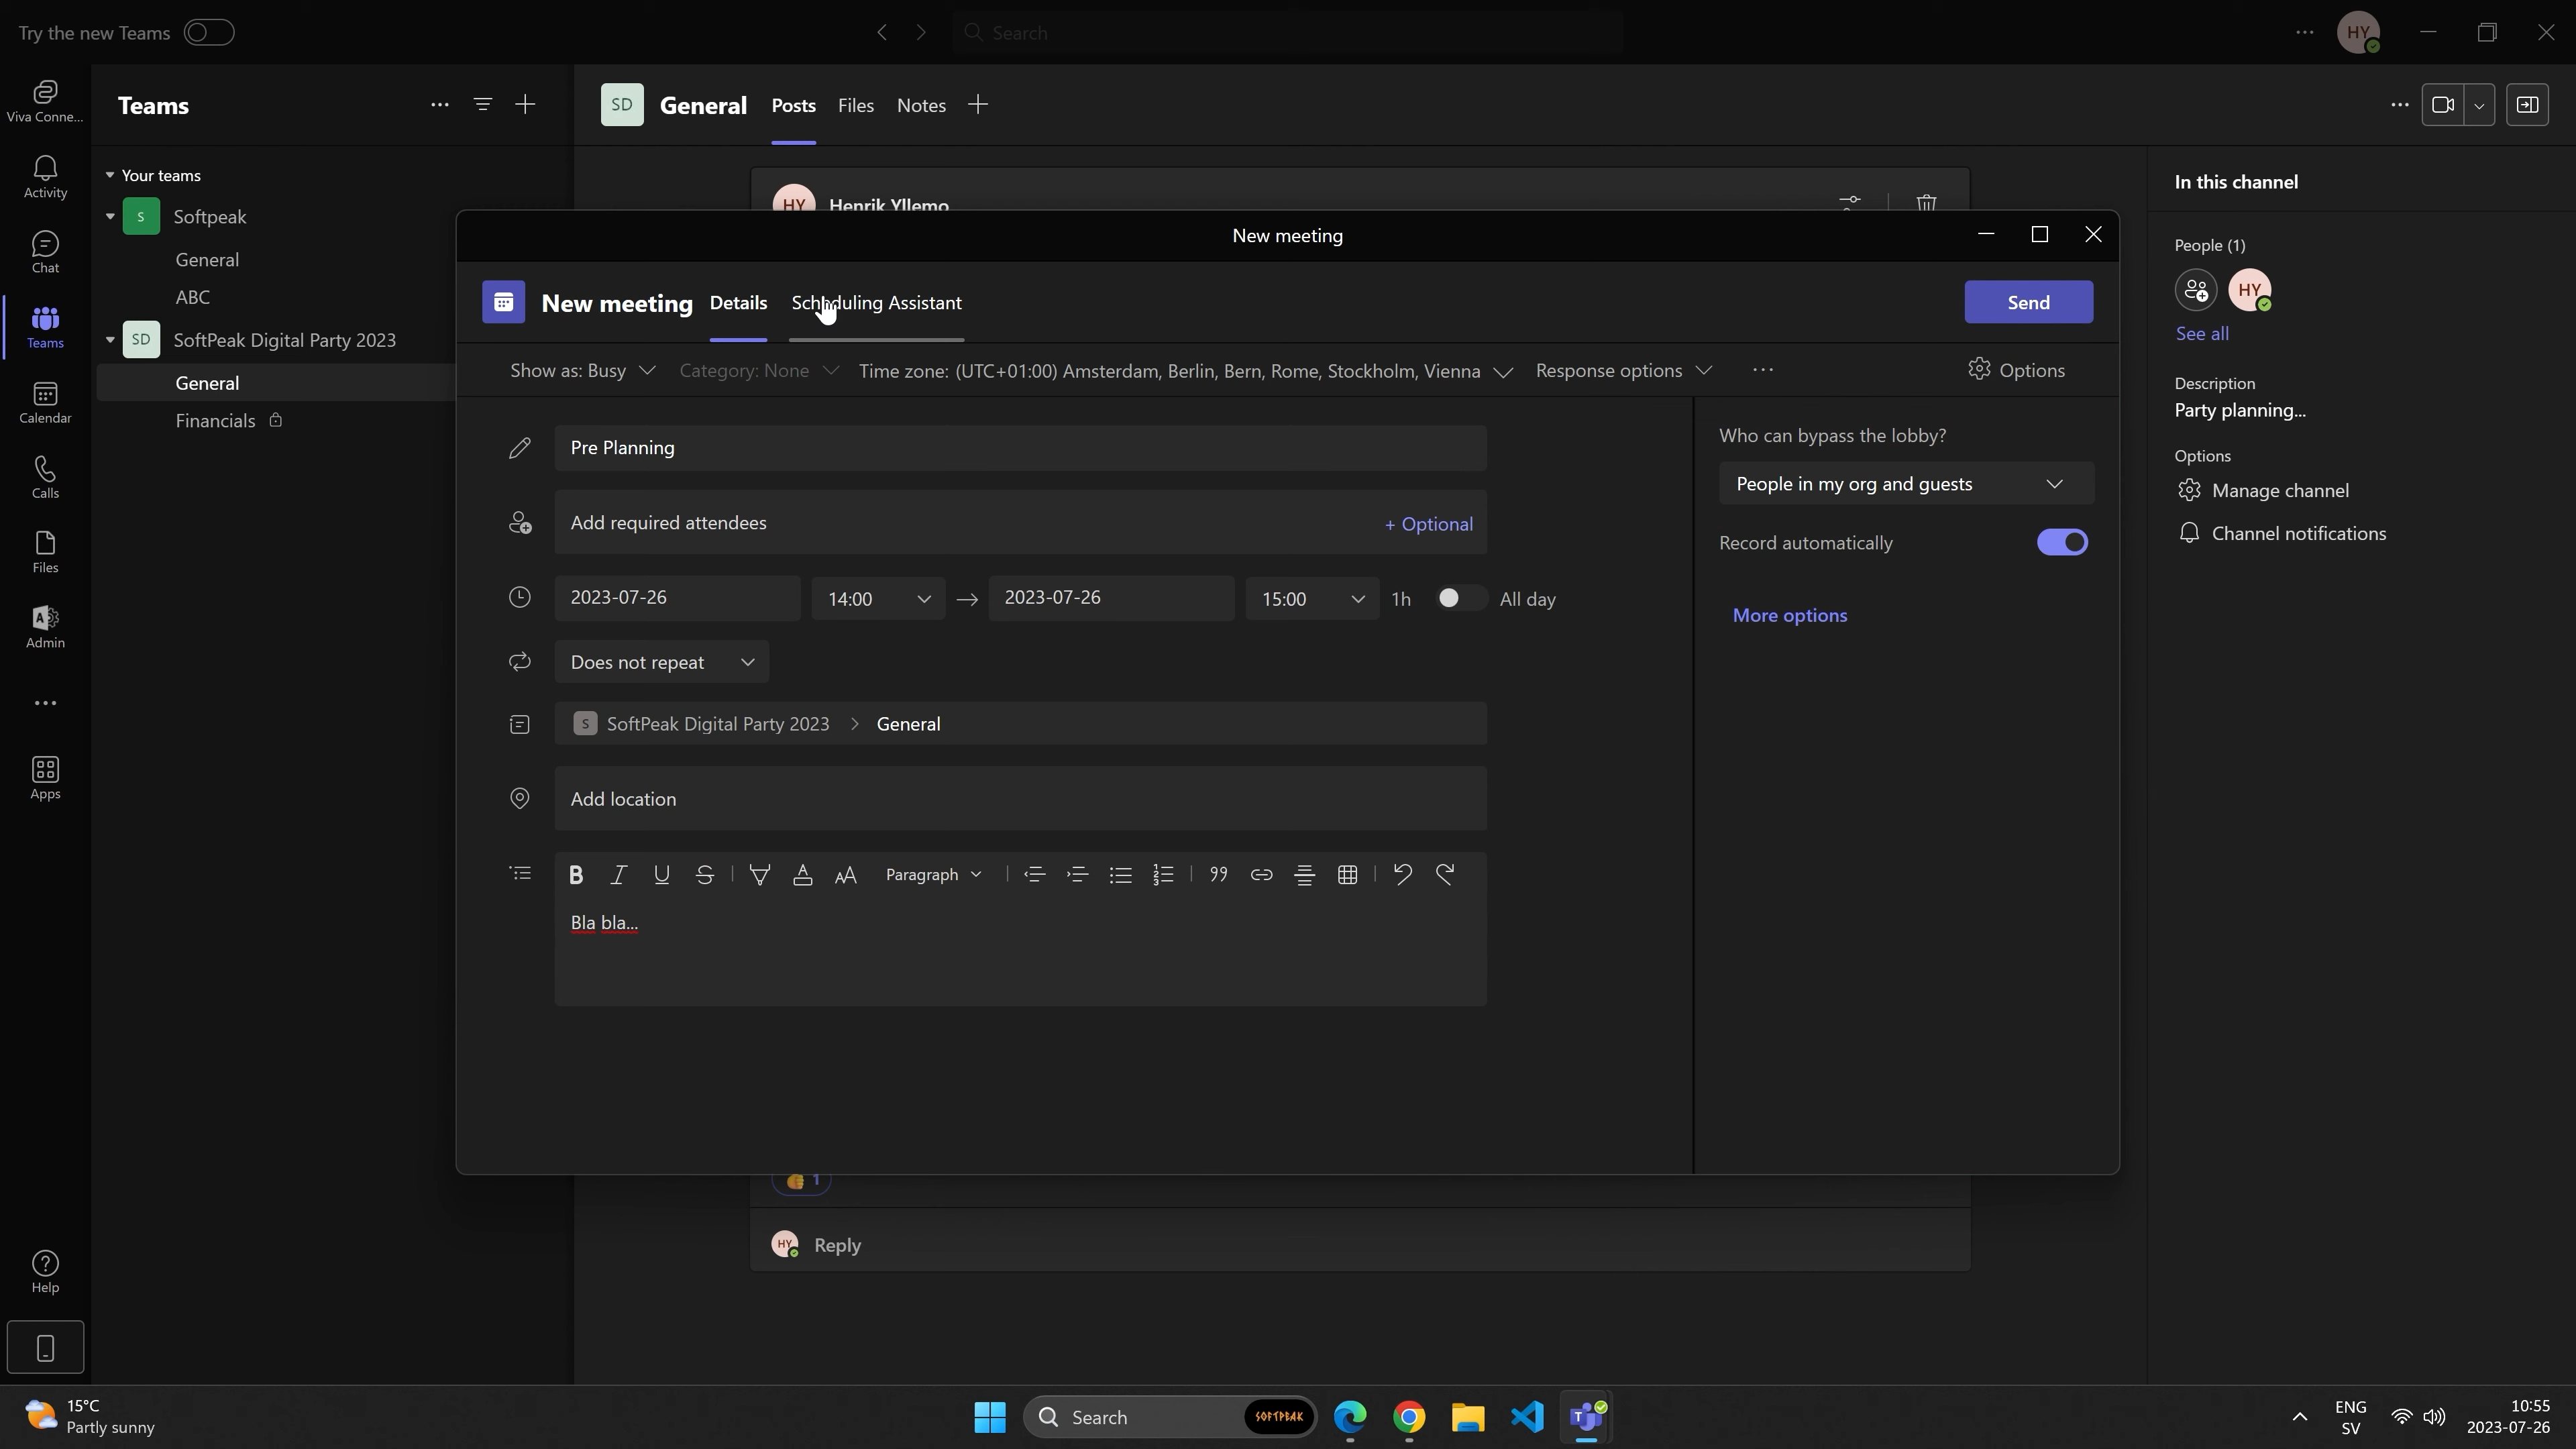 Try the new Teams
Search
HY
Viva Conne...
Activity
Chat
Teams
Calendar
Calls
Files
Admin
Apps
Help
Teams
Your teams
S Softpeak
General
ABC
SD SoftPeak Digital Party 2023
General
Financials
SD General Posts Files Notes
HY Henrik Yllemo
New meeting
New meeting Details Scheduling Assistant Send
Show as: Busy Category: None Time zone: (UTC+01:00) Amsterdam, Berlin, Bern, Rome, Stockholm, Vienna Response options Options
Pre Planning
Add required attendees + Optional
2023-07-26 14:00 2023-07-26 15:00 1h All day
Does not repeat
S SoftPeak Digital Party 2023 General
Add location
Paragraph
Bla bla...
Who can bypass the lobby?
People in my org and guests
Record automatically
More options
1
HY Reply
In this channel
People (1)
HY
See all
Description
Party planning...
Options
Manage channel
Channel notifications
15°C
Partly sunny
Search SOFTPEAK
ENG
SV
10:55
2023-07-26